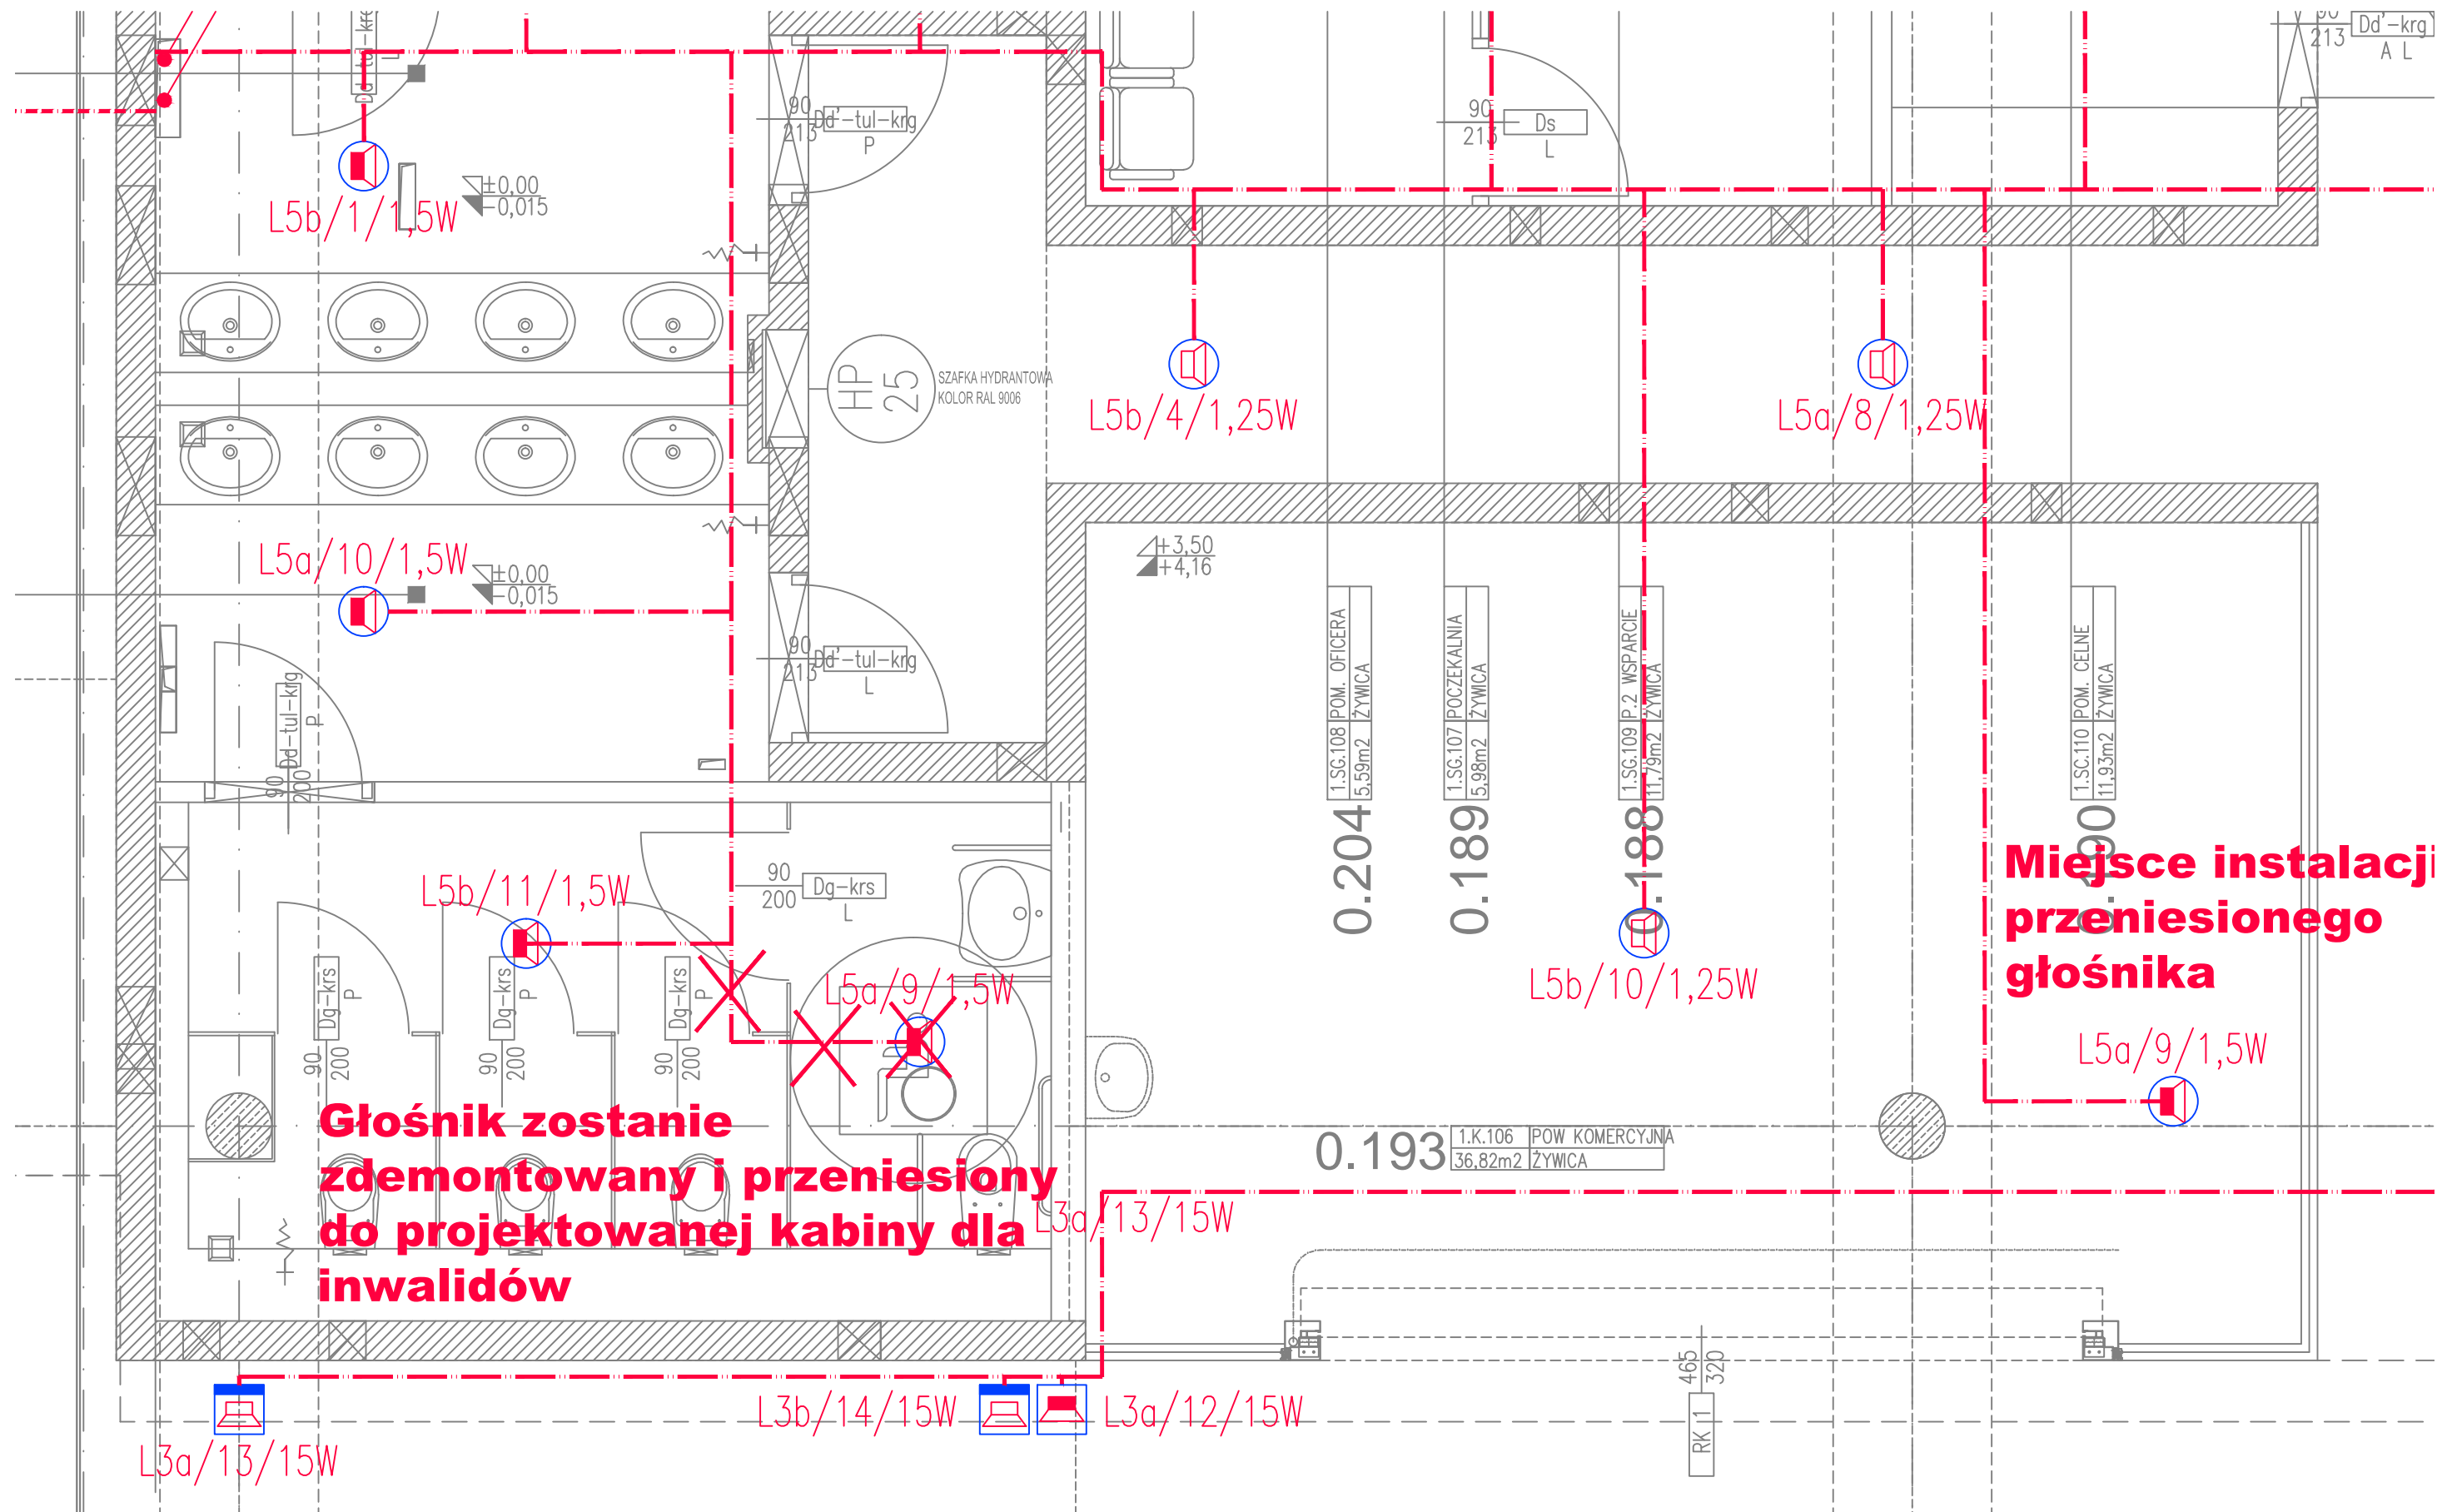 90
213
Dd'-krg
A L
Dd-tul-krg
L
90
213
Dd'-tul-krg
P
90
213
Ds
L
±0,00
-0,015
L5b/1/1,5W
HP
25
SZAFKA HYDRANTOWA
KOLOR RAL 9006
L5b/4/1,25W
L5a/8/1,25W
L5a/10/1,5W
±0,00
-0,015
+3,50
+4,16
90
213
Dd'-tul-krg
L
90
200
Dd-tul-krg
P
1.SG.108 POM. OFICERA
5,59m2 ŻYWICA
0.204
1.SG.107 POCZEKALNIA
5,98m2 ŻYWICA
0.189
1.SG.109 P.2 WSPARCIE
11,79m2 ŻYWICA
0.188
1.SC.110 POM. CELNE
11,93m2 ŻYWICA
0.190
Miejsce instalacji
przeniesionego
głośnika
L5b/11/1,5W
90
200
Dg-krs
L
L5a/9/1,5W
L5b/10/1,25W
L5a/9/1,5W
90
200
Dg-krs
P
90
200
Dg-krs
P
90
200
Dg-krs
P
Głośnik zostanie
zdemontowany i przeniesiony
do projektowanej kabiny dla
inwalidów
0.193
1.K.106 POW KOMERCYJNA
36,82m2 ŻYWICA
L3a/13/15W
465
320
RK 1
L3b/14/15W
L3a/12/15W
L3a/13/15W